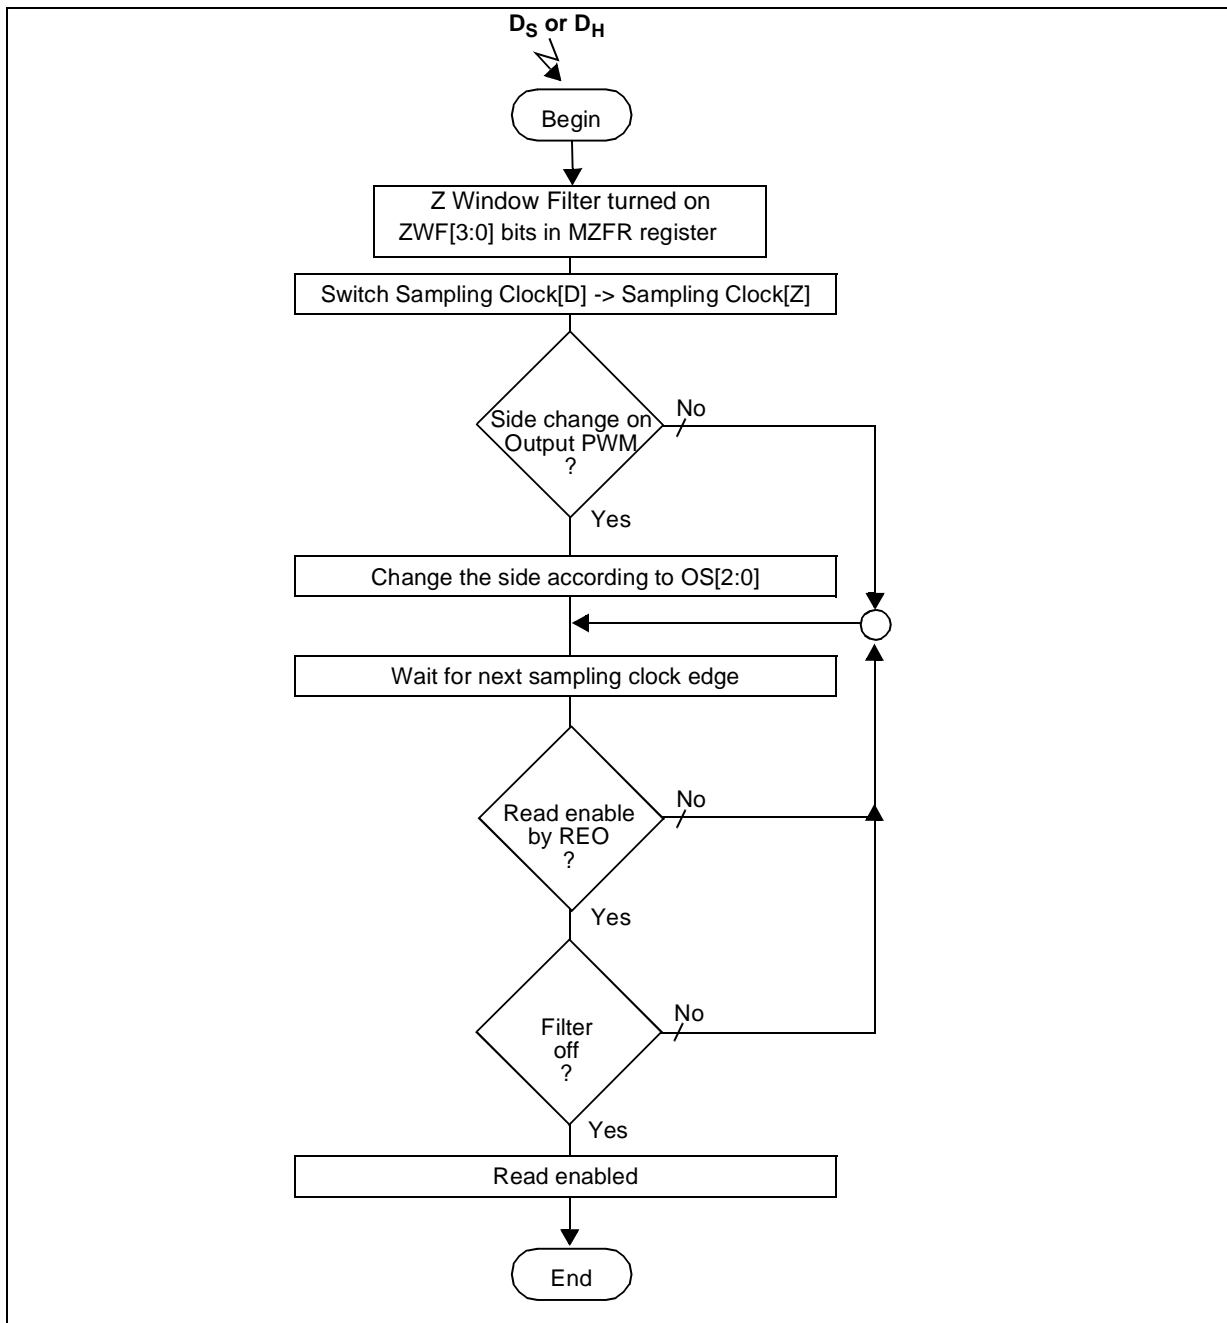 DS or DH
Begin
Z Window Filter turned on
ZWF[3:0] bits in MZFR register
Switch Sampling Clock[D] -> Sampling Clock[Z]
Side change on
Output PWM
?
No
Yes
Change the side according to OS[2:0]
Wait for next sampling clock edge
Read enable
by REO
?
No
Yes
Filter
off
?
No
Yes
Read enabled
End